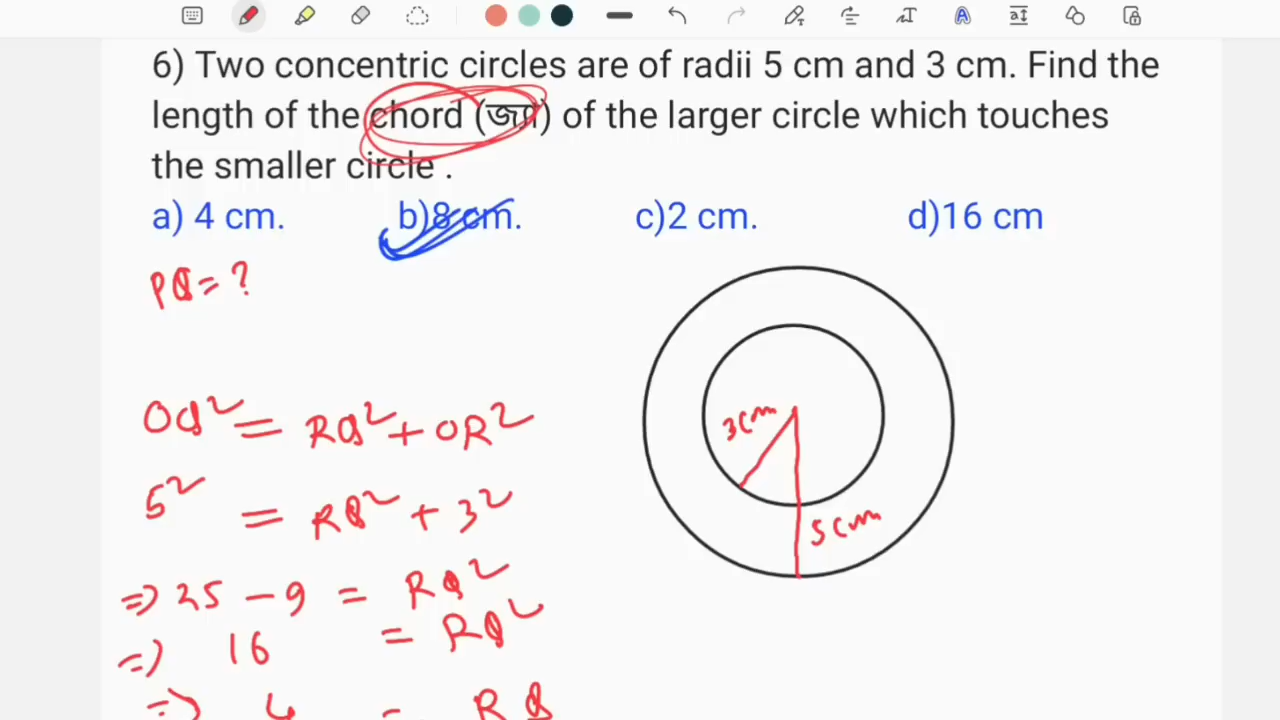 6) Two concentric circles are of radii 5 cm and 3 cm. Find the
length of the chord (জ্যা) of the larger circle which touches
the smaller circle .
a) 4 cm. b)8 cm. c)2 cm. d)16 cm
PQ = ?
3cm
5cm
OQ² = RQ² + OR²
5² = RQ² + 3²
=> 25 - 9 = RQ²
=> 16 = RQ²
=> 4 = RQ